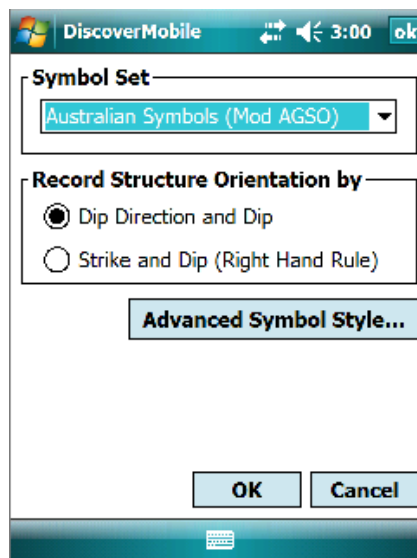 DiscoverMobile 3:00 ok
Symbol Set
Australian Symbols (Mod AGSO)
Record Structure Orientation by
Dip Direction and Dip
Strike and Dip (Right Hand Rule)
Advanced Symbol Style...
OK Cancel